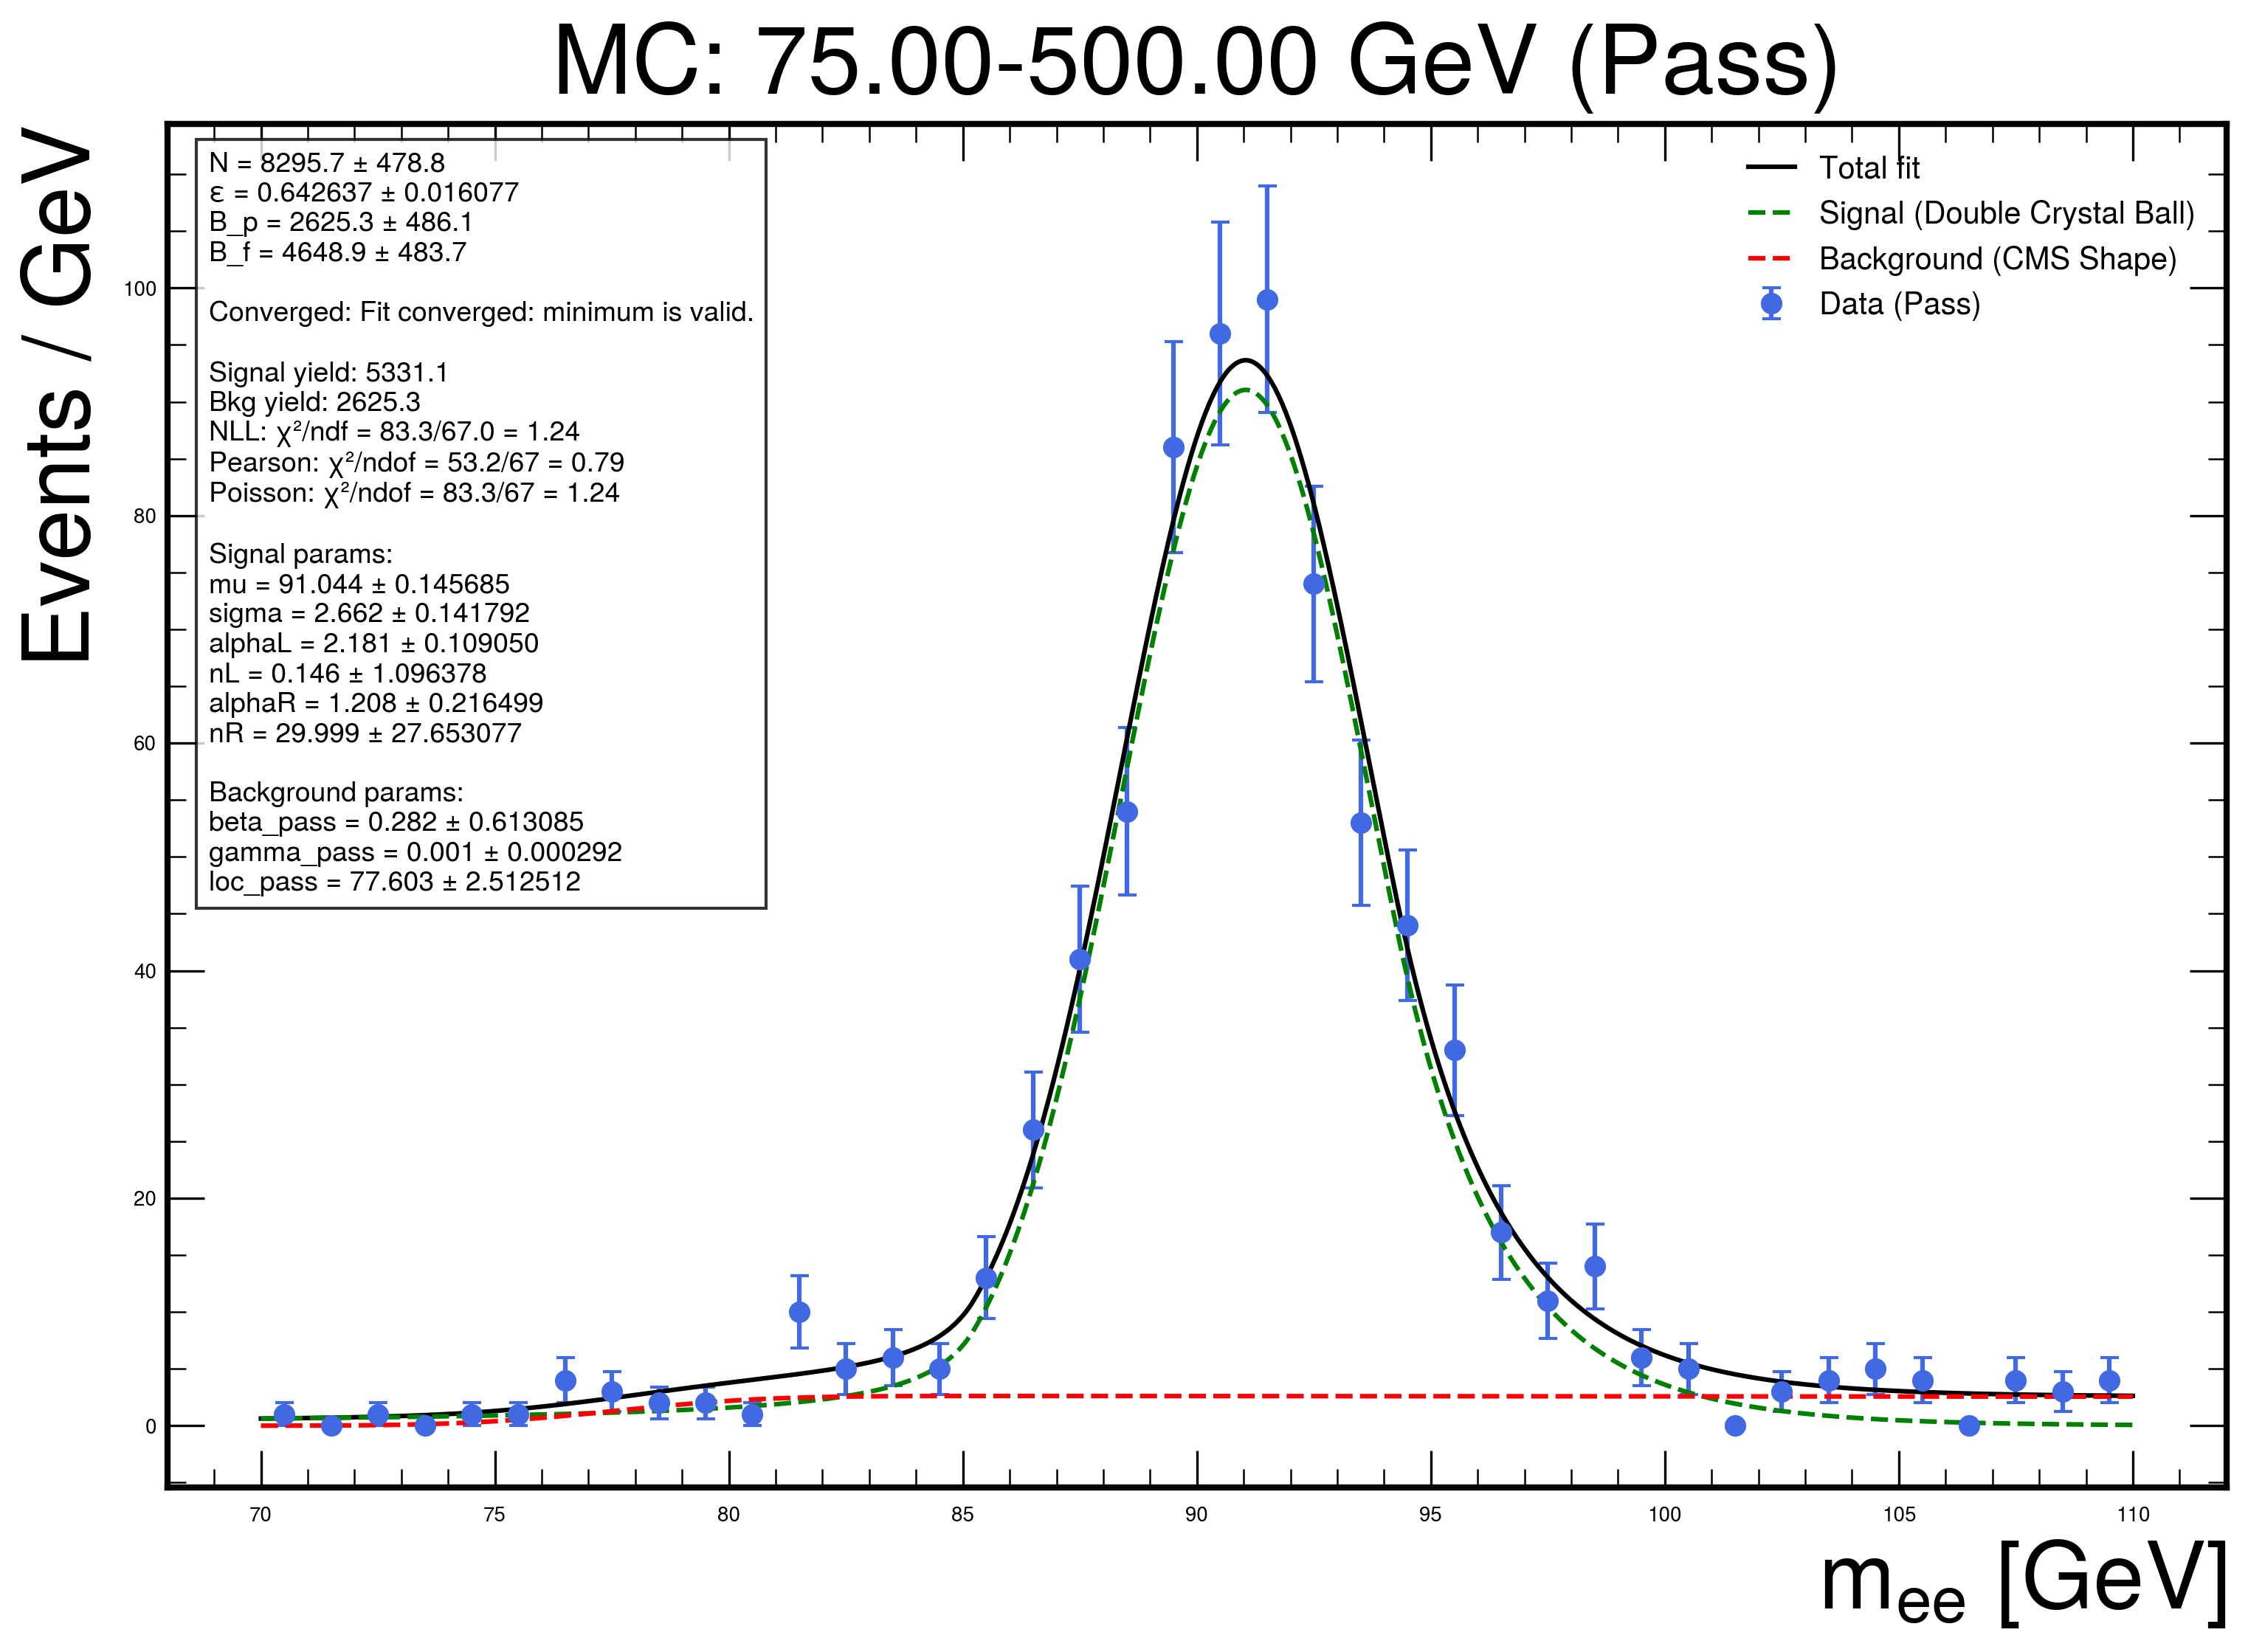 MC: 75.00-500.00 GeV (Pass)
Events / GeV
N = 8295.7 ± 478.8
ε = 0.642637 ± 0.016077
B_p = 2625.3 ± 486.1
B_f = 4648.9 ± 483.7
Converged: Fit converged: minimum is valid.
Signal yield: 5331.1
Bkg yield: 2625.3
NLL: χ²/ndf = 83.3/67.0 = 1.24
Pearson: χ²/ndof = 53.2/67 = 0.79
Poisson: χ²/ndof = 83.3/67 = 1.24
Signal params:
mu = 91.044 ± 0.145685
sigma = 2.662 ± 0.141792
alphaL = 2.181 ± 0.109050
nL = 0.146 ± 1.096378
alphaR = 1.208 ± 0.216499
nR = 29.999 ± 27.653077
Background params:
beta_pass = 0.282 ± 0.613085
gamma_pass = 0.001 ± 0.000292
loc_pass = 77.603 ± 2.512512
Total fit
Signal (Double Crystal Ball)
Background (CMS Shape)
Data (Pass)
100
80
60
40
20
0
70 75 80 85 90 95 100 105 110
m_ee [GeV]